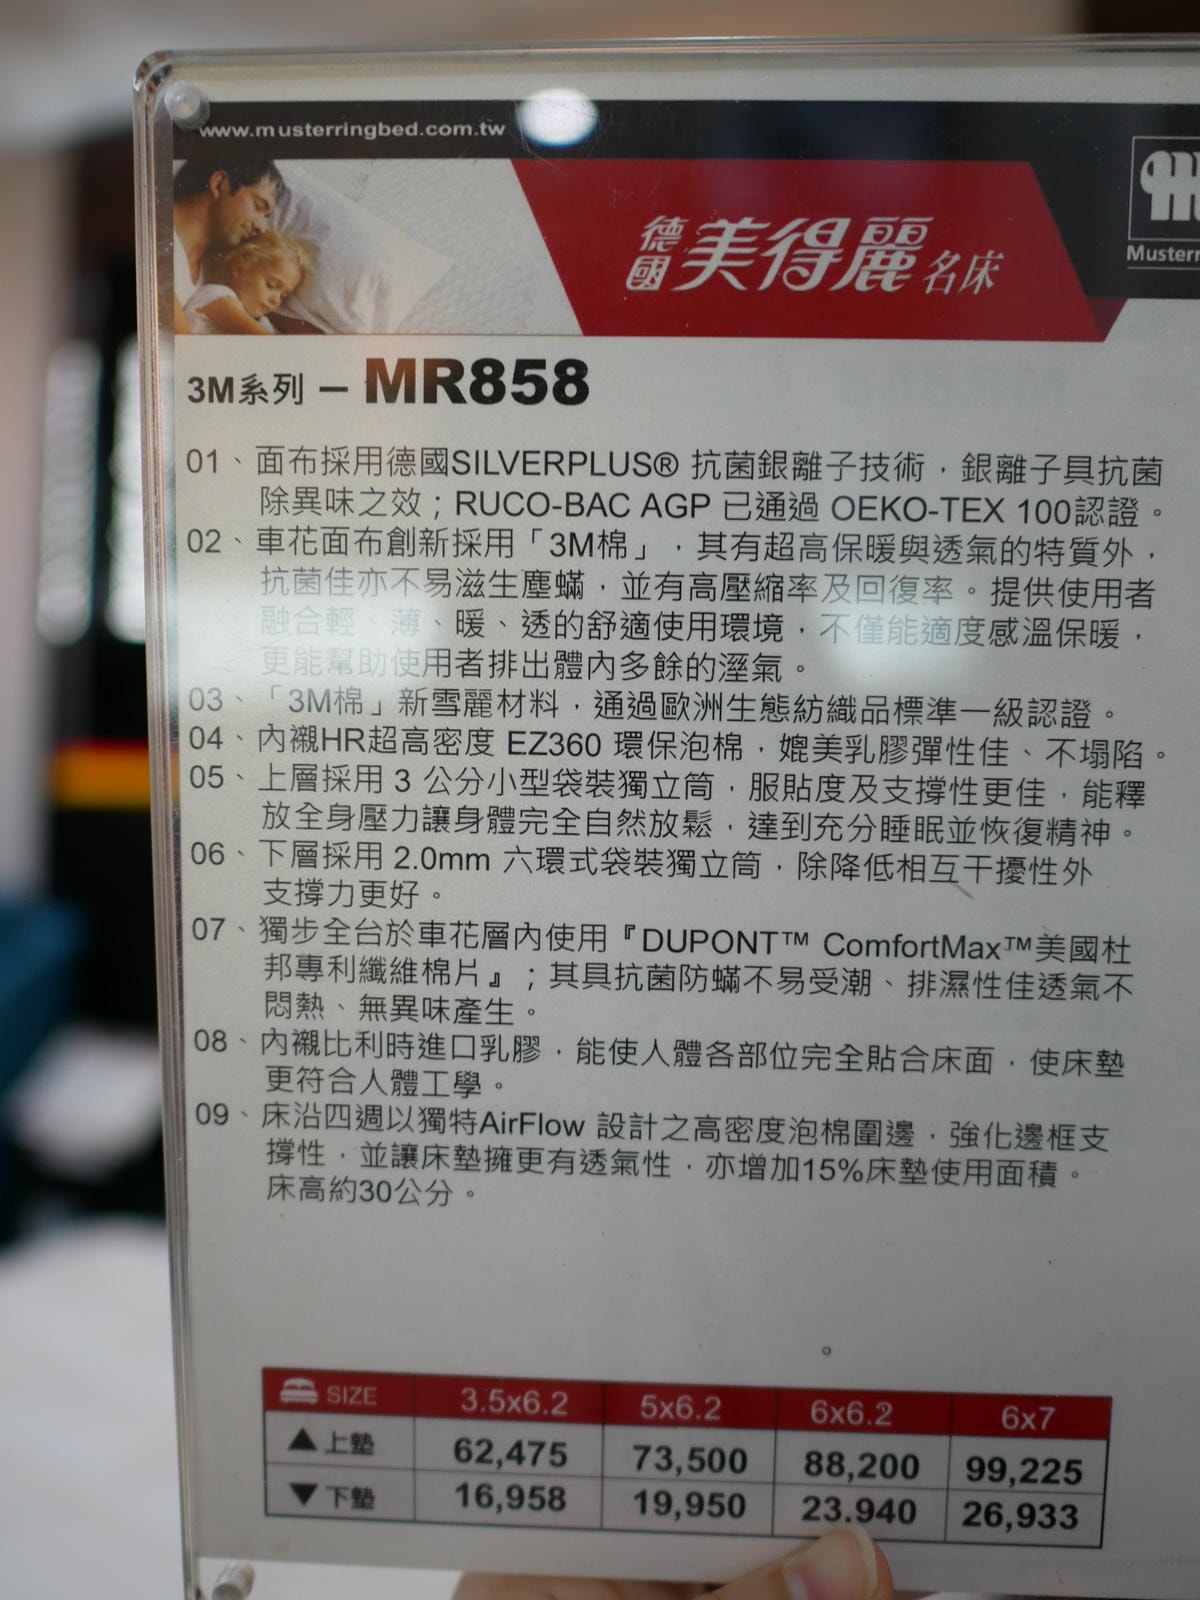 www.musterringbed.com.tw
德國 美得麗 名床
3M系列 － MR858
01、面布採用德國SILVERPLUS® 抗菌銀離子技術，銀離子具抗菌
除異味之效；RUCO-BAC AGP 已通過 OEKO-TEX 100認證。
02、車花面布創新採用「3M棉」，其有超高保暖與透氣的特質外，
抗菌佳亦不易滋生塵蟎，並有高壓縮率及回復率。提供使用者
融合輕、薄、暖、透的舒適使用環境，不僅能適度感溫保暖，
更能幫助使用者排出體內多餘的溼氣。
03、「3M棉」新雪麗材料，通過歐洲生態紡織品標準一級認證。
04、內襯HR超高密度 EZ360 環保泡棉，媲美乳膠彈性佳、不塌陷。
05、上層採用 3 公分小型袋裝獨立筒，服貼度及支撐性更佳，能釋
放全身壓力讓身體完全自然放鬆，達到充分睡眠並恢復精神。
06、下層採用 2.0mm 六環式袋裝獨立筒，除降低相互干擾性外
支撐力更好。
07、獨步全台於車花層內使用『DUPONT™ ComfortMax™美國杜
邦專利纖維棉片』；其具抗菌防蟎不易受潮、排濕性佳透氣不
悶熱、無異味產生。
08、內襯比利時進口乳膠，能使人體各部位完全貼合床面，使床墊
更符合人體工學。
09、床沿四週以獨特AirFlow 設計之高密度泡棉圍邊，強化邊框支
撐性，並讓床墊擁更有透氣性，亦增加15%床墊使用面積。
床高約30公分。
。
SIZE 3.5x6.2 5x6.2 6x6.2 6x7
▲上墊 62,475 73,500 88,200 99,225
▼下墊 16,958 19,950 23.940 26,933